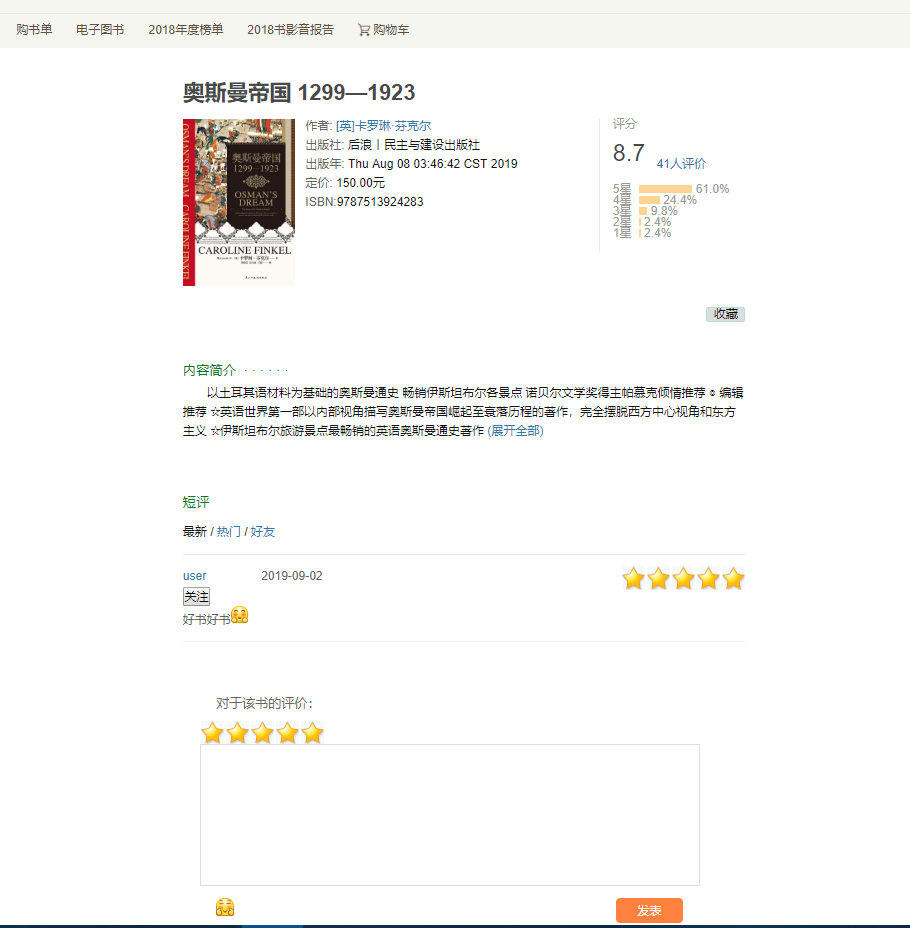 购书单 电子图书 2018年度榜单 2018书影音报告 购物车
奥斯曼帝国 1299—1923
OSMAN'S DREAM CAROLINE FINKEL
奥斯曼帝国
1299—1923
OSMAN'S
DREAM
CAROLINE FINKEL
作者: [英]卡罗琳·芬克尔
出版社: 后浪丨民主与建设出版社
出版年: Thu Aug 08 03:46:42 CST 2019
定价: 150.00元
ISBN:9787513924283
评分
8.7 41人评价
5星 61.0%
4星 24.4%
3星 9.8%
2星 2.4%
1星 2.4%
收藏
内容简介 · · · · · ·
以土耳其语材料为基础的奥斯曼通史 畅销伊斯坦布尔各景点 诺贝尔文学奖得主帕慕克倾情推荐 ⊙ 编辑
推荐 ☆英语世界第一部以内部视角描写奥斯曼帝国崛起至衰落历程的著作，完全摆脱西方中心视角和东方
主义 ☆伊斯坦布尔旅游景点最畅销的英语奥斯曼通史著作 (展开全部)
短评
最新 / 热门 / 好友
user 2019-09-02
关注
好书好书🤗
对于该书的评价:
发表